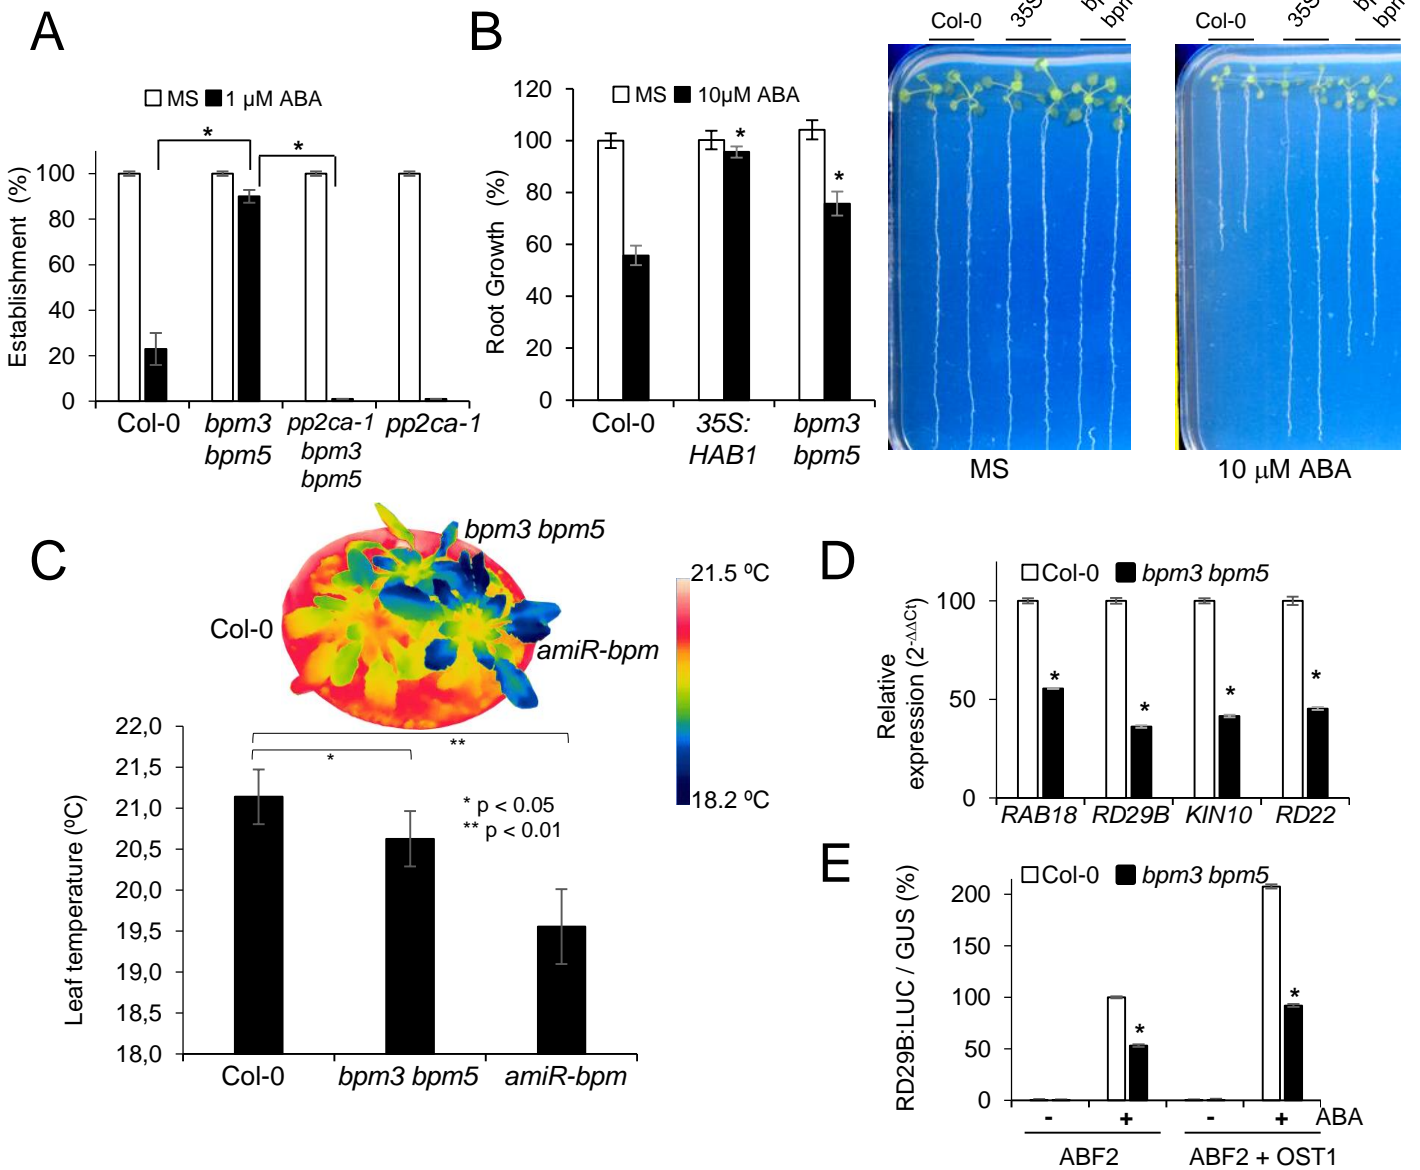 A
MS 1 µM ABA
*
*
Establishment (%)
100
80
60
40
20
0
Col-0
bpm3
bpm5
pp2ca-1
bpm3
bpm5
pp2ca-1
B
MS 10µM ABA
*
*
Root Growth (%)
120
100
80
60
40
20
0
Col-0
35S:
HAB1
bpm3
bpm5
Col-0
35S
bpm
MS
Col-0
35S
bpm
10 µM ABA
C
bpm3 bpm5
Col-0
amiR-bpm
21.5 ºC
18.2 ºC
Leaf temperature (ºC)
22,0
21,5
21,0
20,5
20,0
19,5
19,0
18,5
18,0
**
*
* p < 0.05
** p < 0.01
Col-0
bpm3 bpm5
amiR-bpm
D
Col-0 bpm3 bpm5
Relative
expression (2-ΔΔCt)
100
50
0
*
*
*
*
RAB18
RD29B
KIN10
RD22
E
Col-0 bpm3 bpm5
RD29B:LUC / GUS (%)
200
150
100
50
0
*
*
- + - + ABA
ABF2
ABF2 + OST1